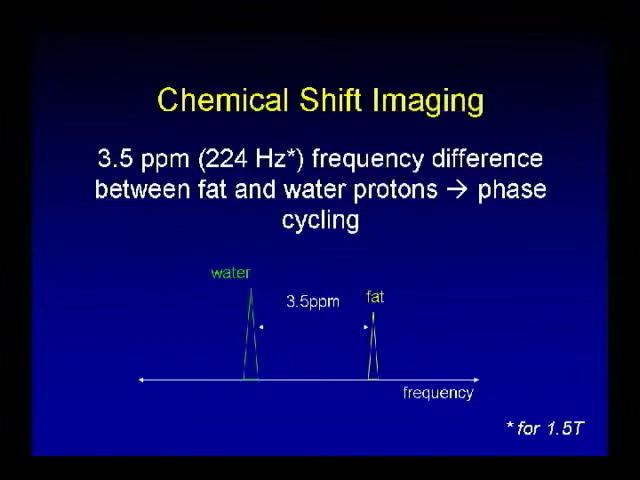 Chemical Shift Imaging
3.5 ppm (224 Hz*) frequency difference
between fat and water protons → phase
cycling
water
3.5ppm
fat
frequency
* for 1.5T